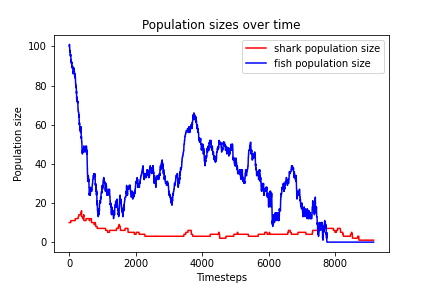 Population sizes over time
shark population size
fish population size
Population size
100
80
60
40
20
0
0
2000
4000
6000
8000
Timesteps